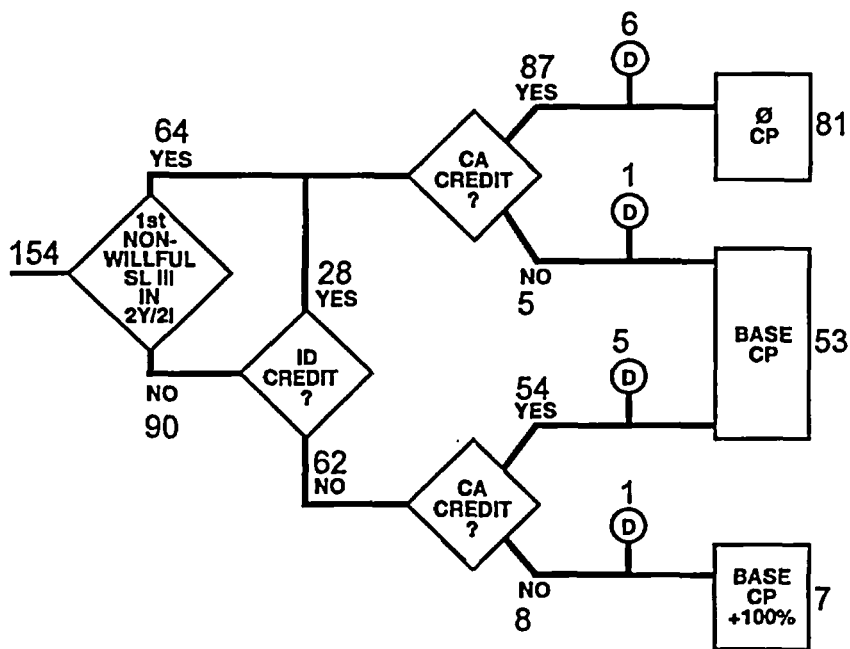 6
D
87
YES
Ø
CP
81
64
YES
CA
CREDIT
?
1
D
154
1st
NON-
WILLFUL
SL III
IN
2Y/2I
28
YES
NO
5
BASE
CP
53
ID
CREDIT
?
5
D
NO
90
54
YES
62
NO
CA
CREDIT
?
1
D
NO
8
BASE
CP
+100%
7